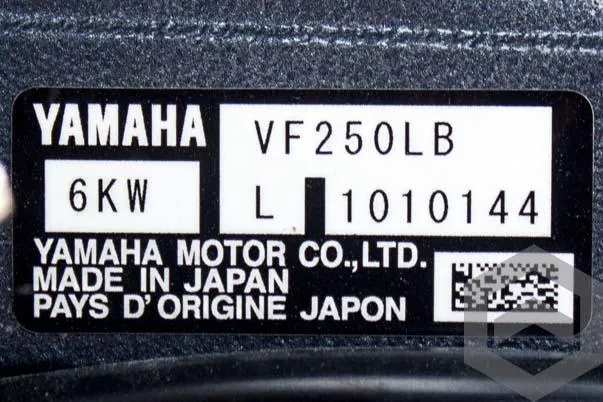 YAMAHA
VF250LB
6KW
L 1010144
YAMAHA MOTOR CO.,LTD.
MADE IN JAPAN
PAYS D'ORIGINE JAPON